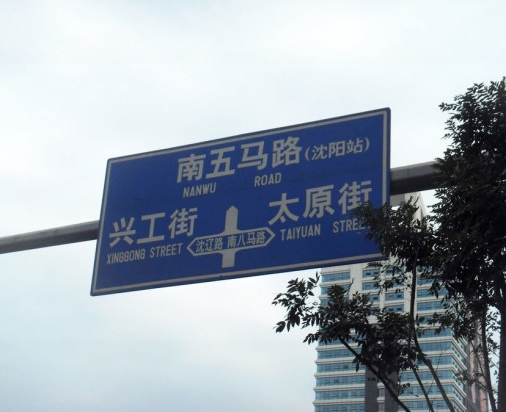 南五马路(沈阳站)
NANWU ROAD
兴工街
XINGGONG STREET
沈辽路 南八马路
太原街
TAIYUAN STREET